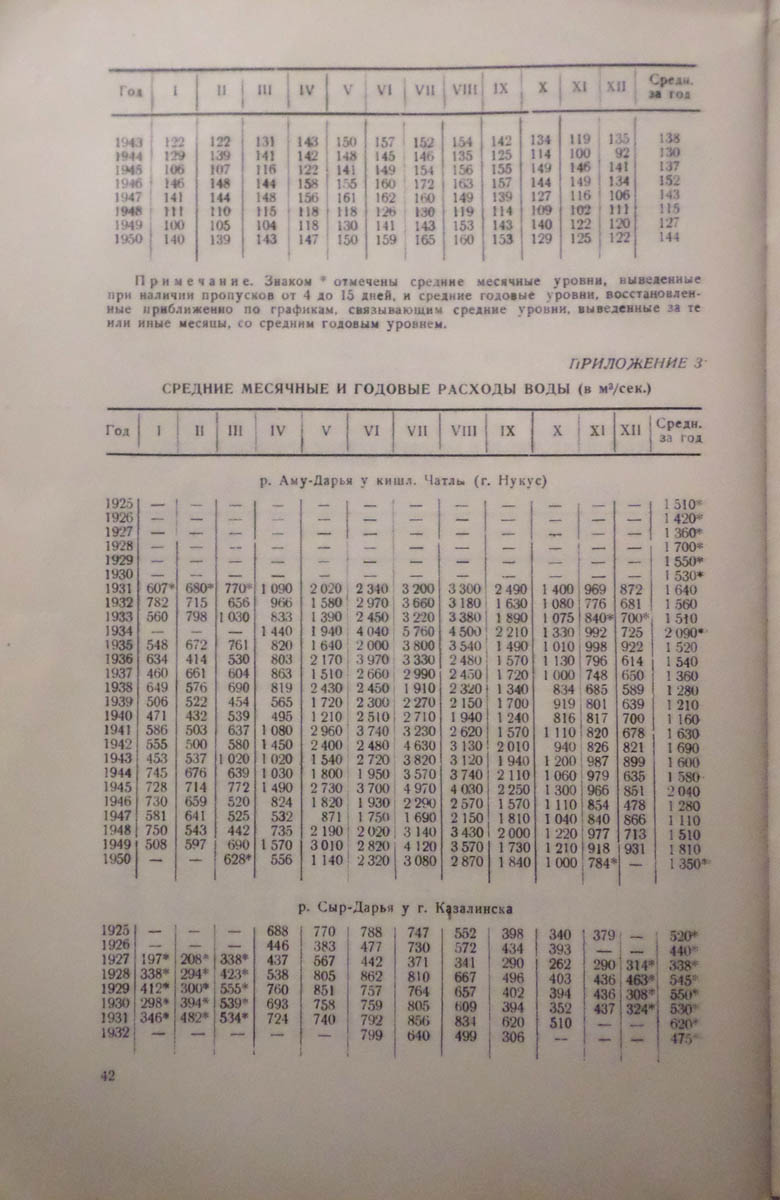 Год I II III IV V VI VII VIII IX X XI XII Средн. за год
1943 122 122 131 143 150 157 152 154 142 134 119 135 138
1944 129 139 141 142 148 145 146 135 125 114 100 92 130
1945 106 107 116 122 141 149 154 156 155 149 146 141 137
1946 146 148 144 158 155 160 172 163 157 144 149 134 152
1947 141 144 148 156 161 162 160 149 139 127 116 106 143
1948 111 110 115 118 118 126 130 119 114 109 102 111 115
1949 100 105 104 118 130 141 143 153 143 140 122 120 127
1950 140 139 143 147 150 159 165 160 153 129 125 122 144
Примечание. Знаком * отмечены средние месячные уровни, выведенные
при наличии пропусков от 4 до 15 дней, и средние годовые уровни, восстановлен-
ные приближенно по графикам, связывающим средние уровни, выведенные за те
или иные месяцы, со средним годовым уровнем.
ПРИЛОЖЕНИЕ 3
СРЕДНИЕ МЕСЯЧНЫЕ И ГОДОВЫЕ РАСХОДЫ ВОДЫ (в м³/сек.)
Год I II III IV V VI VII VIII IX X XI XII Средн. за год
р. Аму-Дарья у кишл. Чатлы (г. Нукус)
1925 — — — — — — — — — — — — 1 510*
1926 — — — — — — — — — — — — 1 420*
1927 — — — — — — — — — — — — 1 360*
1928 — — — — — — — — — — — — 1 700*
1929 — — — — — — — — — — — — 1 550*
1930 — — — — — — — — — — — — 1 530*
1931 607* 680* 770* 1 090 2 020 2 340 3 200 3 300 2 490 1 400 969 872 1 640
1932 782 715 656 966 1 580 2 970 3 660 3 180 1 630 1 080 776 681 1 560
1933 560 798 1 030 833 1 390 2 450 3 220 3 380 1 890 1 075 840* 700* 1 510
1934 — — — 1 440 1 940 4 040 5 760 4 500 2 210 1 330 992 725 2 090*
1935 548 672 761 820 1 640 2 000 3 800 3 540 1 490 1 010 998 922 1 520
1936 634 414 530 803 2 170 3 970 3 330 2 480 1 570 1 130 796 614 1 540
1937 460 661 604 863 1 510 2 660 2 990 2 450 1 720 1 000 748 650 1 360
1938 649 576 690 819 2 430 2 450 1 910 2 320 1 340 834 685 589 1 280
1939 506 522 454 565 1 720 2 300 2 270 2 150 1 700 919 801 639 1 210
1940 471 432 539 495 1 210 2 510 2 710 1 940 1 240 816 817 700 1 160
1941 586 503 637 1 080 2 960 3 740 3 230 2 620 1 570 1 110 820 678 1 630
1942 555 500 580 1 450 2 400 2 480 4 630 3 130 2 010 940 826 821 1 690
1943 453 537 1 020 1 020 1 540 2 720 3 820 3 120 1 940 1 200 987 899 1 600
1944 745 676 639 1 030 1 800 1 950 3 570 3 740 2 110 1 060 979 635 1 580
1945 728 714 772 1 490 2 730 3 700 4 970 4 030 2 250 1 300 966 851 2 040
1946 730 659 520 824 1 820 1 930 2 290 2 570 1 570 1 110 854 478 1 280
1947 581 641 525 532 871 1 750 1 690 2 150 1 810 1 040 840 866 1 110
1948 750 543 442 735 2 190 2 020 3 140 3 430 2 000 1 220 977 713 1 510
1949 508 597 690 1 570 3 010 2 820 4 120 3 570 1 730 1 210 918 931 1 810
1950 — — 628* 556 1 140 2 320 3 080 2 870 1 840 1 000 784* — 1 350*
р. Сыр-Дарья у г. Казалинска
1925 — — — 688 770 788 747 552 398 340 379 — 520*
1926 — — — 446 383 477 730 572 434 393 — — 440*
1927 197* 208* 338* 437 567 442 371 341 290 262 290 314* 338*
1928 338* 294* 423* 538 805 862 810 667 496 403 436 463* 545*
1929 412* 300* 555* 760 851 757 764 657 402 394 436 308* 550*
1930 298* 394* 539* 693 758 759 805 609 394 352 437 324* 530*
1931 346* 482* 534* 724 740 792 856 834 620 510 — — 620*
1932 — — — — — 799 640 499 306 — — — 475*
42